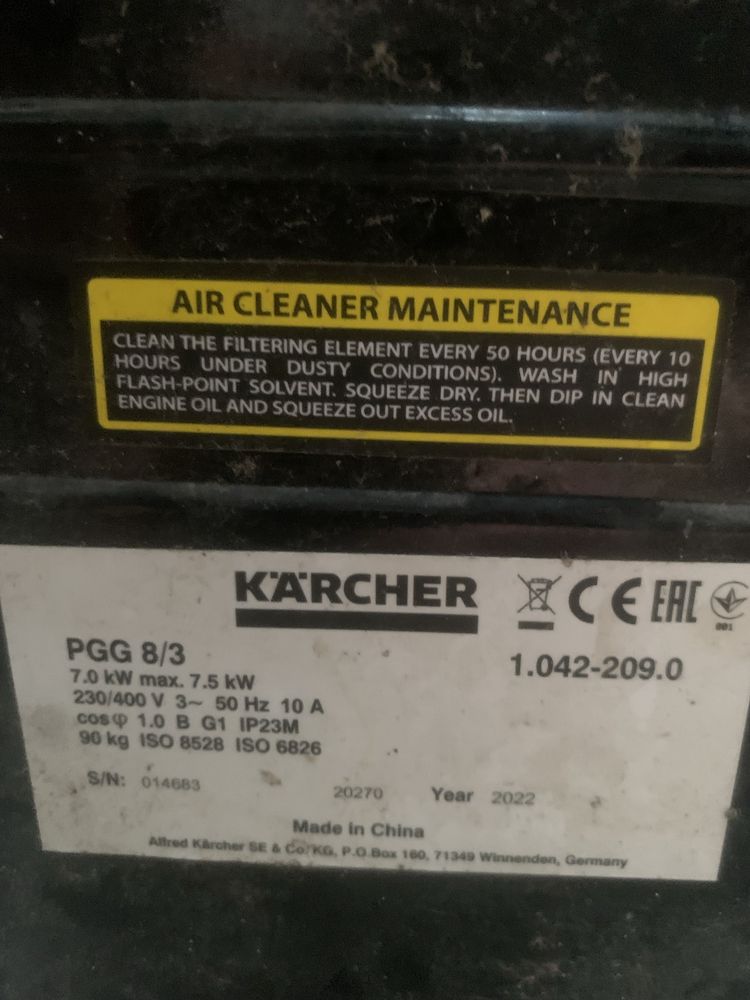 AIR CLEANER MAINTENANCE
CLEAN THE FILTERING ELEMENT EVERY 50 HOURS (EVERY 10
HOURS UNDER DUSTY CONDITIONS). WASH IN HIGH
FLASH-POINT SOLVENT. SQUEEZE DRY. THEN DIP IN CLEAN
ENGINE OIL AND SQUEEZE OUT EXCESS OIL.
KÄRCHER CE EAC
001
PGG 8/3
1.042-209.0
7.0 kW max. 7.5 kW
230/400 V 3~ 50 Hz 10 A
cos φ 1.0 B G1 IP23M
90 kg ISO 8528 ISO 6826
S/N: 014683 20270 Year 2022
Made in China
Alfred Kärcher SE & Co. KG, P.O.Box 160, 71349 Winnenden, Germany